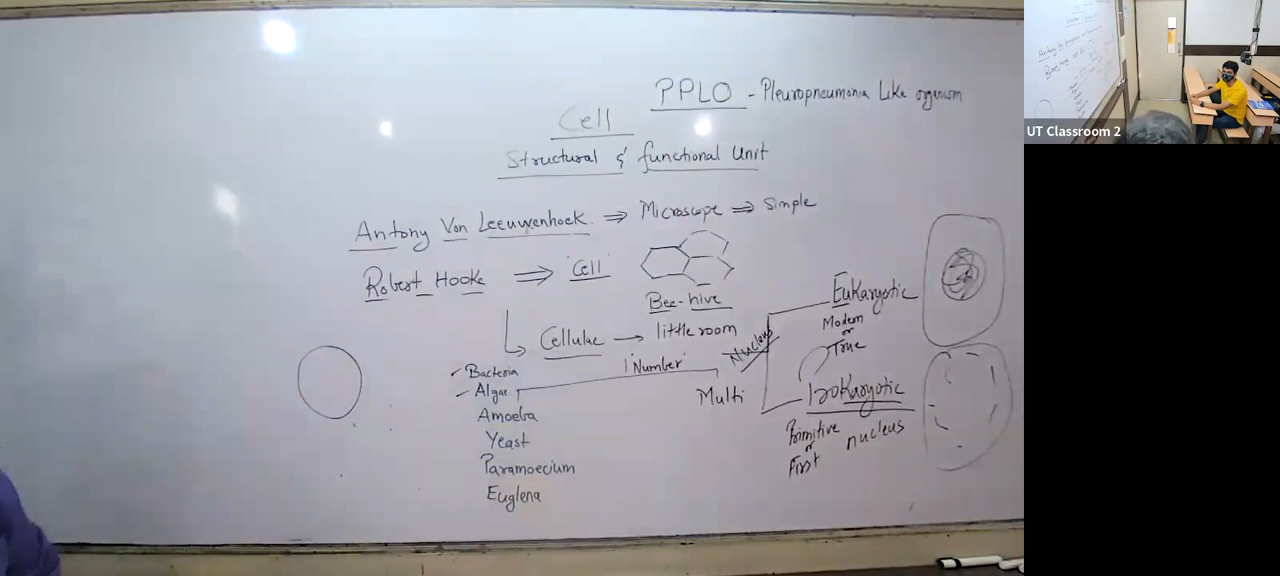 PPLO - Pleuropneumonia Like organism
Cell
Structural & functional Unit
Antony Von Leeuwenhoek. ⇒ Microscope ⇒ Simple
Robert Hooke ⇒ 'Cell'
Bee-hive
Cellulae → little room
Bacteria
Algae
Amoeba
Yeast
Paramoecium
Euglena
'Number'
Multi
Nucleus
Eukaryotic
Modern
or
True
Prokaryotic
Primitive
or
First
nucleus
UT Classroom 2